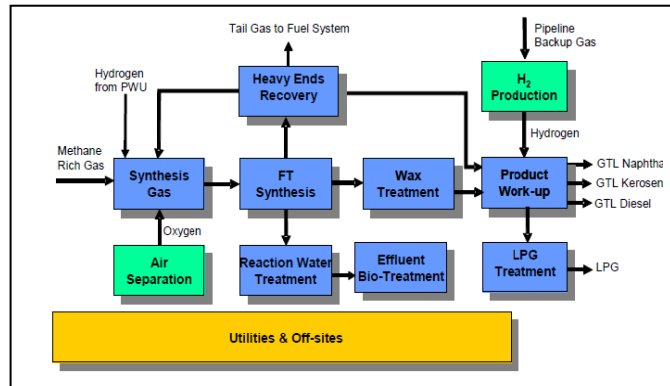 Tail Gas to Fuel System
Pipeline
Backup Gas
Hydrogen
from PWU
Heavy Ends
Recovery
H2
Production
Hydrogen
Methane
Rich Gas
Synthesis
Gas
FT
Synthesis
Wax
Treatment
Product
Work-up
GTL Naphtha
GTL Kerosen
GTL Diesel
Oxygen
Air
Separation
Reaction Water
Treatment
Effluent
Bio-Treatment
LPG
Treatment
LPG
Utilities & Off-sites